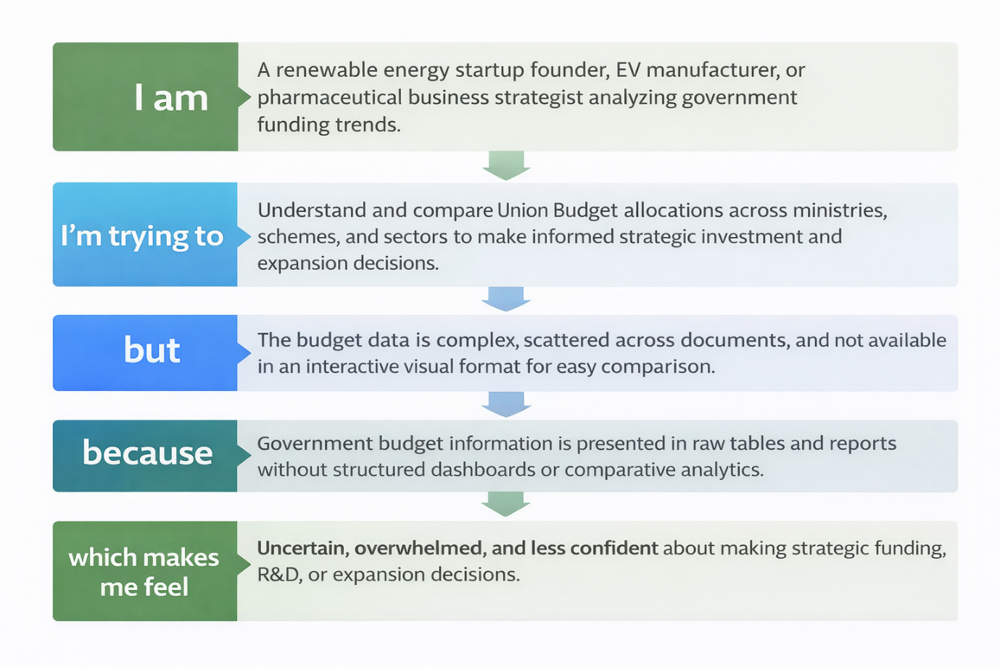 I am
A renewable energy startup founder, EV manufacturer, or
pharmaceutical business strategist analyzing government
funding trends.
I'm trying to
Understand and compare Union Budget allocations across ministries,
schemes, and sectors to make informed strategic investment and
expansion decisions.
but
The budget data is complex, scattered across documents, and not available
in an interactive visual format for easy comparison.
because
Government budget information is presented in raw tables and reports
without structured dashboards or comparative analytics.
which makes
me feel
Uncertain, overwhelmed, and less confident about making strategic funding,
R&D, or expansion decisions.